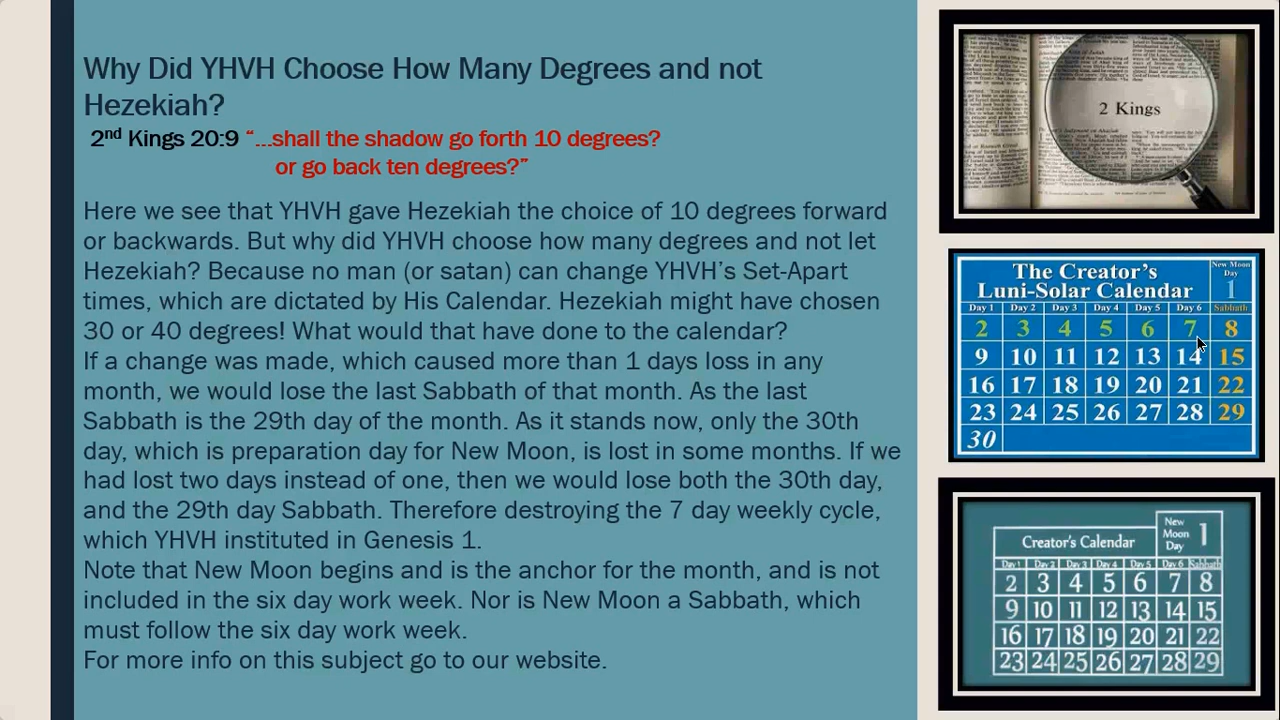 Why Did YHVH Choose How Many Degrees and not
Hezekiah?
2nd Kings 20:9 “...shall the shadow go forth 10 degrees?
or go back ten degrees?”
Here we see that YHVH gave Hezekiah the choice of 10 degrees forward
or backwards. But why did YHVH choose how many degrees and not let
Hezekiah? Because no man (or satan) can change YHVH’s Set-Apart
times, which are dictated by His Calendar. Hezekiah might have chosen
30 or 40 degrees! What would that have done to the calendar?
If a change was made, which caused more than 1 days loss in any
month, we would lose the last Sabbath of that month. As the last
Sabbath is the 29th day of the month. As it stands now, only the 30th
day, which is preparation day for New Moon, is lost in some months. If we
had lost two days instead of one, then we would lose both the 30th day,
and the 29th day Sabbath. Therefore destroying the 7 day weekly cycle,
which YHVH instituted in Genesis 1.
Note that New Moon begins and is the anchor for the month, and is not
included in the six day work week. Nor is New Moon a Sabbath, which
must follow the six day work week.
For more info on this subject go to our website.
2 Kings
The Creator’s
Luni-Solar Calendar
New Moon
Day
1
Day 1 Day 2 Day 3 Day 4 Day 5 Day 6 Sabbath
2 3 4 5 6 7 8
9 10 11 12 13 14 15
16 17 18 19 20 21 22
23 24 25 26 27 28 29
30
Creator’s Calendar
New
Moon
Day
1
Day 1 Day 2 Day 3 Day 4 Day 5 Day 6 Sabbath
2 3 4 5 6 7 8
9 10 11 12 13 14 15
16 17 18 19 20 21 22
23 24 25 26 27 28 29